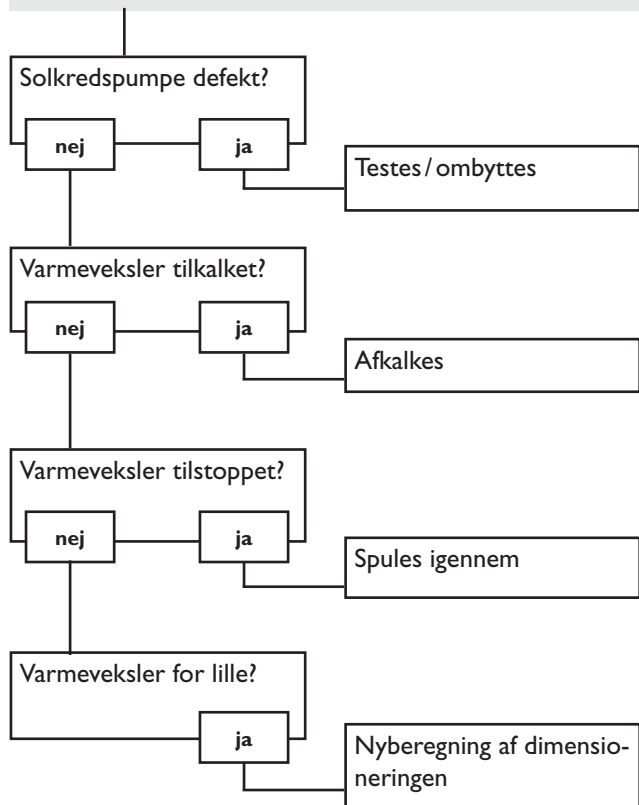 Solkredspumpe defekt?
nej
ja
Testes / ombyttes
Varmeveksler tilkalket?
nej
ja
Afkalkes
Varmeveksler tilstoppet?
nej
ja
Spules igennem
Varmeveksler for lille?
ja
Nyberegning af dimensio-
neringen